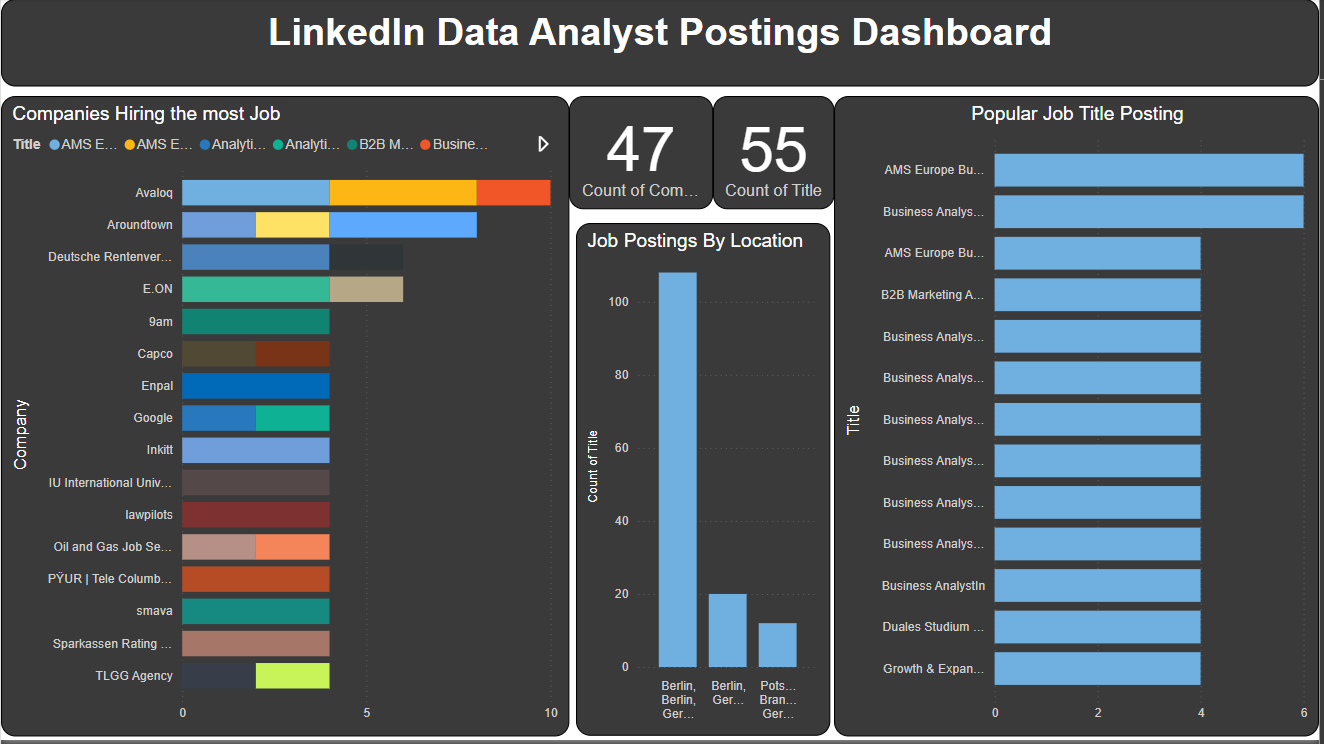 LinkedIn Data Analyst Postings Dashboard
Companies Hiring the most Job
Title AMS E... AMS E... Analyti... Analyti... B2B M... Busine...
Avaloq
Aroundtown
Deutsche Rentenver...
E.ON
9am
Capco
Enpal
Google
Inkitt
IU International Univ...
lawpilots
Oil and Gas Job Se...
PŸUR | Tele Columb...
smava
Sparkassen Rating ...
TLGG Agency
Company
0 5 10
47
Count of Com...
55
Count of Title
Job Postings By Location
100
80
60
40
20
0
Count of Title
Berlin,
Berlin,
Ger...
Berlin,
Ger...
Pots...
Bran...
Ger...
Popular Job Title Posting
AMS Europe Bu...
Business Analys...
AMS Europe Bu...
B2B Marketing A...
Business Analys...
Business Analys...
Business Analys...
Business Analys...
Business Analys...
Business Analys...
Business AnalystIn
Duales Studium ...
Growth & Expan...
Title
0 2 4 6